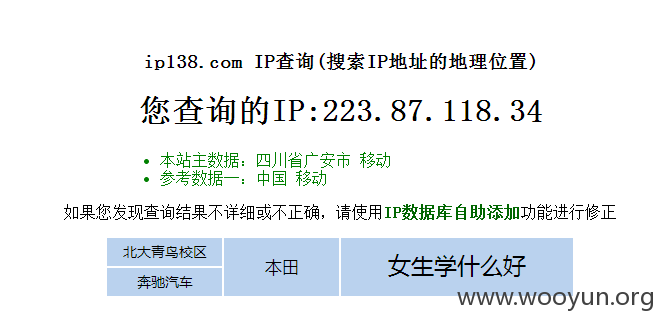 ip138.com IP查询(搜索IP地址的地理位置)
您查询的IP:223.87.118.34
本站主数据：四川省广安市 移动
参考数据一：中国 移动
如果您发现查询结果不详细或不正确，请使用IP数据库自助添加功能进行修正
北大青鸟校区
奔驰汽车
本田
女生学什么好
www.wooyun.org